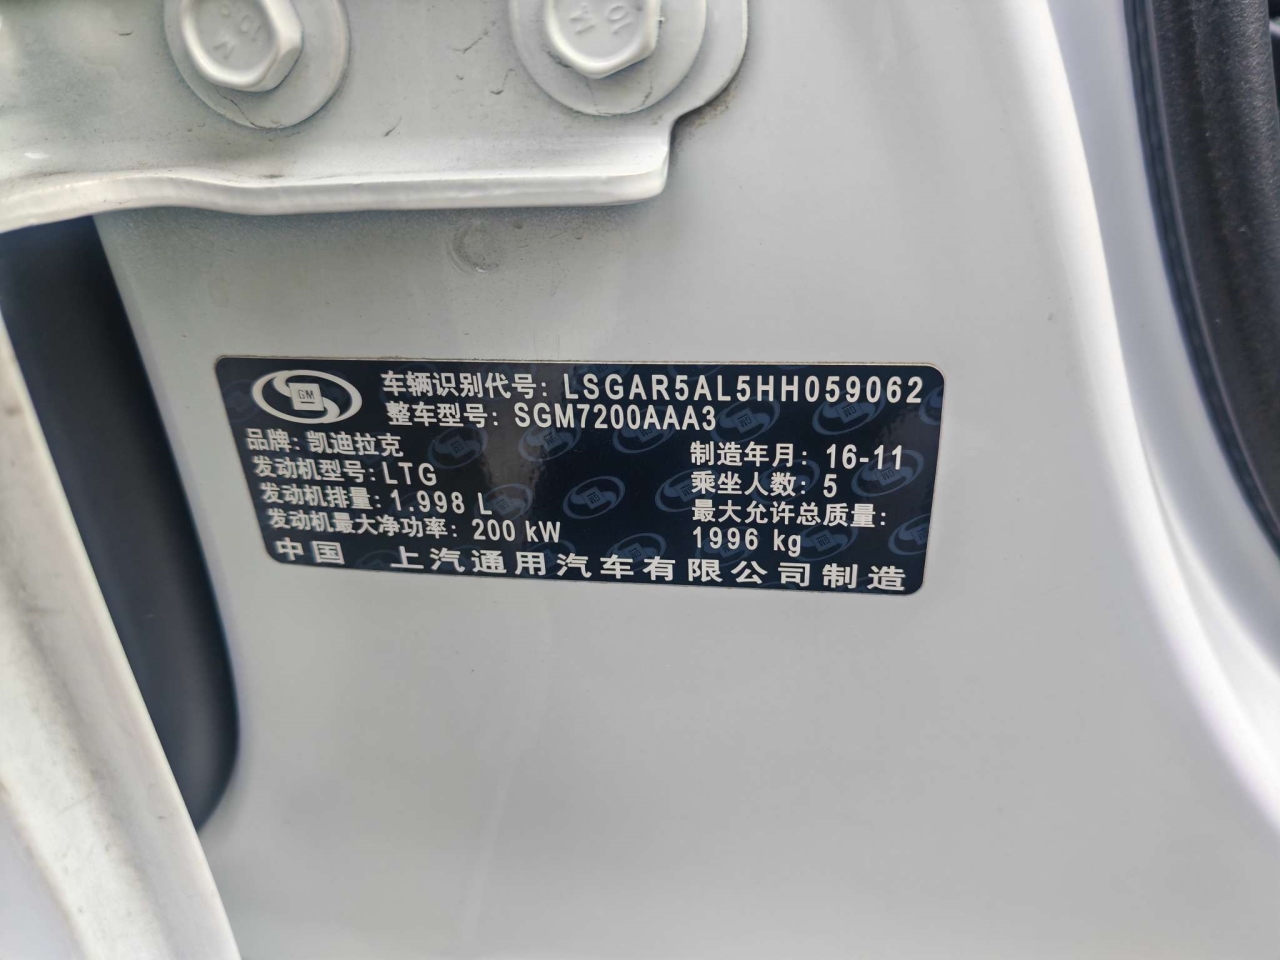 GM
车辆识别代号: LSGAR5AL5HH059062
整车型号: SGM7200AAA3
品牌: 凯迪拉克
发动机型号: LTG
发动机排量: 1.998 L
发动机最大净功率: 200 kW
制造年月: 16-11
乘坐人数: 5
最大允许总质量:
1996 kg
中国 上汽通用汽车有限公司制造